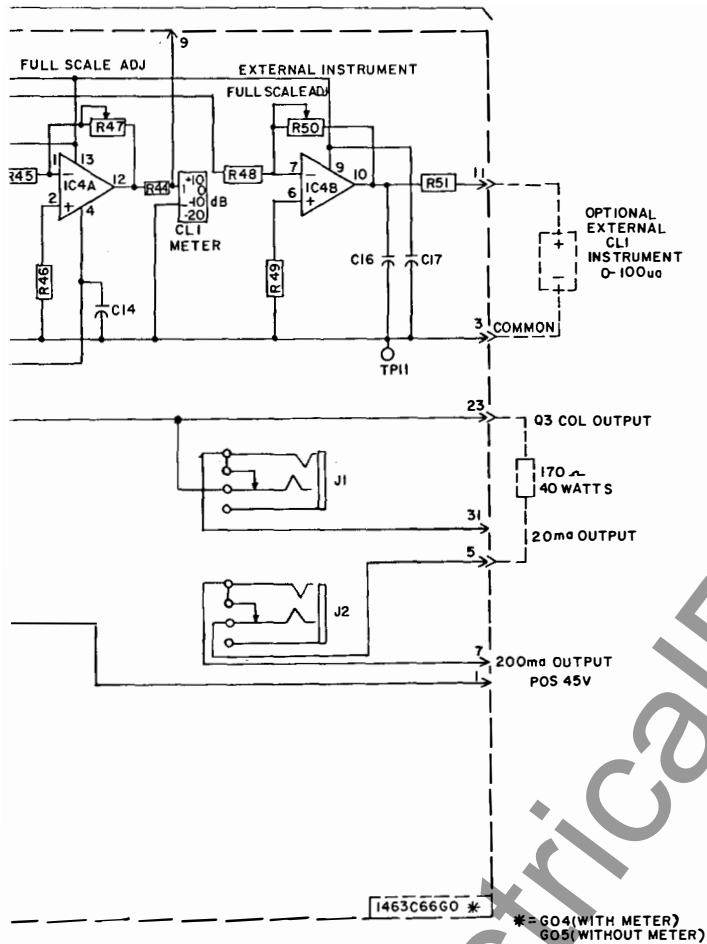 9
FULL SCALE ADJ
EXTERNAL INSTRUMENT
FULL SCALE ADJ
R47
R50
R45
1
13
IC4A
12
R44
2
4
+10
1 0
-10 dB
-20
CLI
METER
R48
7
9
IC4B
10
6
R51
11
R46
C14
R49
C16
C17
OPTIONAL
EXTERNAL
CLI
INSTRUMENT
0-100ua
3
COMMON
TP11
23
Q3 COL OUTPUT
J1
170 Ω
40 WATTS
31
20ma OUTPUT
5
J2
7
200ma OUTPUT
1
POS 45V
1463C66G0 *
* = G04(WITH METER)
G05(WITHOUT METER)